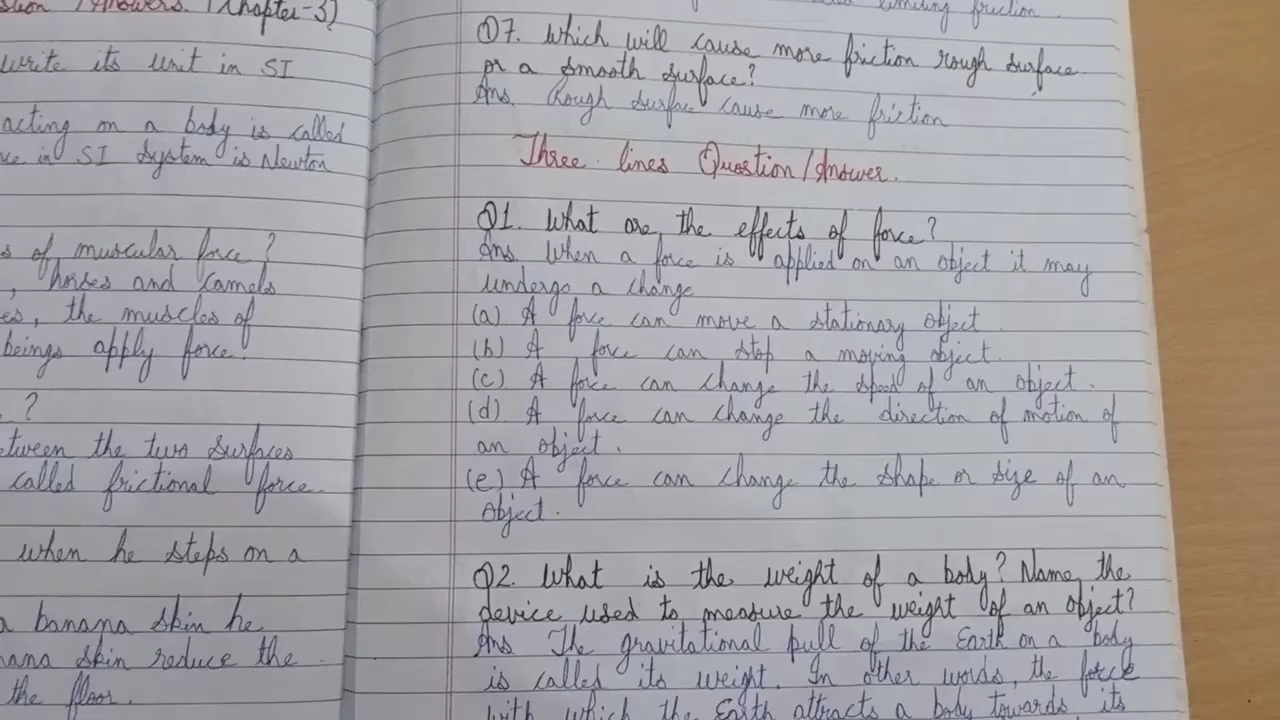 Answers. (Chapter-3)
write its unit in SI
acting on a body is called
in SI System is Newton
of muscular force?
, horses and Camels
, the muscles of
beings apply force.
?
the two surfaces
called frictional force.
when he steps on a
a banana skin he
skin reduce the
the floor.
limiting friction.
Q7. Which will cause more friction rough surface
or a smooth surface?
Ans. Rough surface cause more friction
Three lines Question/Answer.
Q1. What are the effects of force?
Ans. When a force is applied on an object it may
undergo a change
(a) A force can move a stationary object.
(b) A force can stop a moving object.
(c) A force can change the speed of an object.
(d) A force can change the direction of motion of
an object.
(e) A force can change the shape or size of an
object.
Q2. What is the weight of a body? Name the
device used to measure the weight of an object?
Ans The gravitational pull of the Earth on a body
is called its weight. In other words, the force
with which the Earth attracts a body towards its